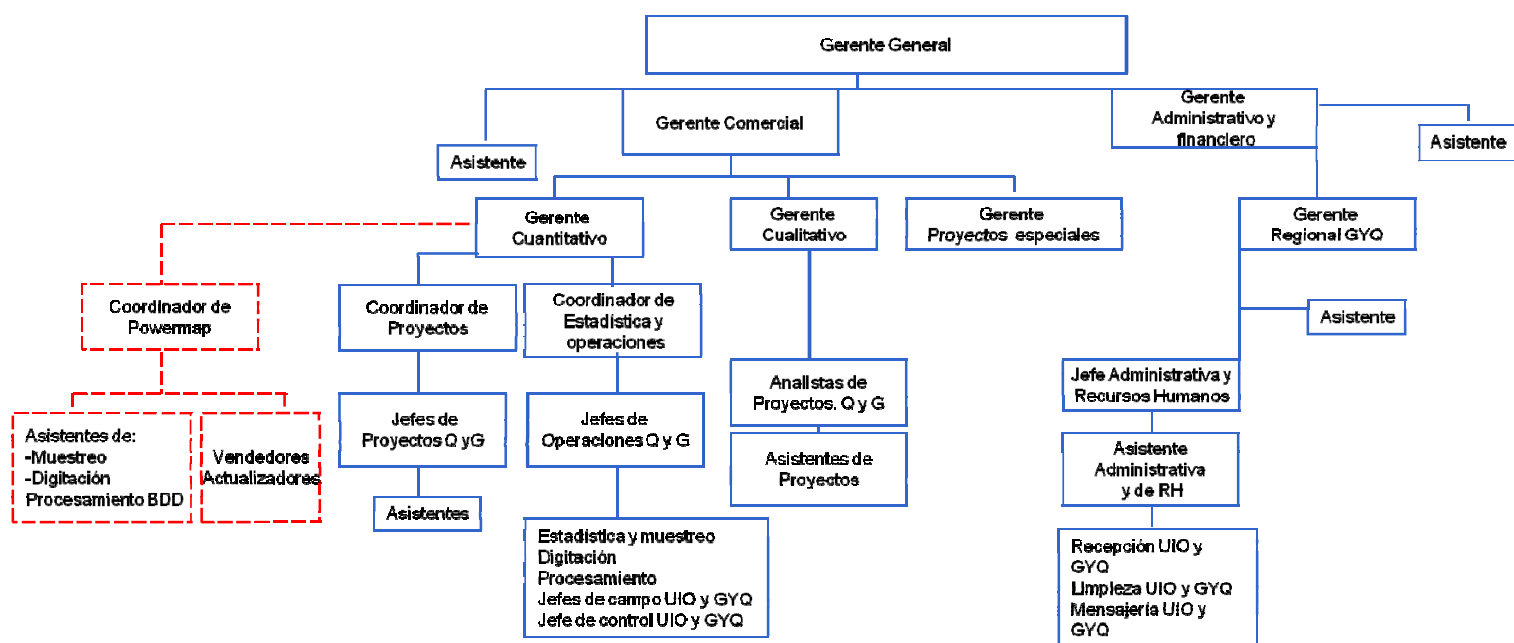 Gerente General
Gerente Comercial
Gerente
Administrativo y
financiero
Asistente
Asistente
Gerente
Cuantitativo
Gerente
Cualitativo
Gerente
Proyectos especiales
Gerente
Regional GYQ
Coordinador de
Powermap
Coordinador de
Proyectos
Coordinador de
Estadística y
operaciones
Asistente
Analistas de
Proyectos. Q y G
Jefe Administrativa y
Recursos Humanos
Asistentes de:
-Muestreo
-Digitación
Procesamiento BDD
Vendedores
Actualizadores
Jefes de
Proyectos Q y G
Jefes de
Operaciones Q y G
Asistentes de
Proyectos
Asistente
Administrativa
y de RH
Asistentes
Estadística y muestreo
Digitación
Procesamiento
Jefes de campo UIO y GYQ
Jefe de control UIO y GYQ
Recepción UIO y
GYQ
Limpieza UIO y GYQ
Mensajería UIO y
GYQ